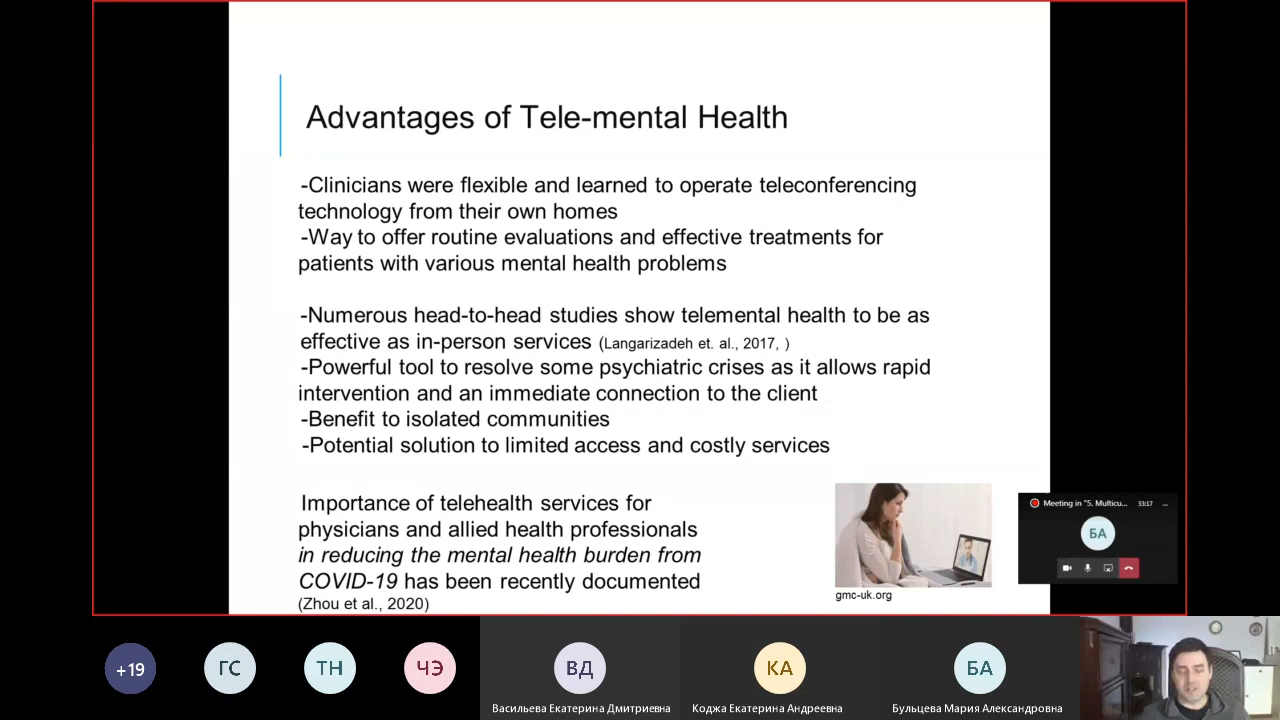 Advantages of Tele-mental Health
-Clinicians were flexible and learned to operate teleconferencing
technology from their own homes
-Way to offer routine evaluations and effective treatments for
patients with various mental health problems
-Numerous head-to-head studies show telemental health to be as
effective as in-person services (Langarizadeh et. al., 2017, )
-Powerful tool to resolve some psychiatric crises as it allows rapid
intervention and an immediate connection to the client
-Benefit to isolated communities
-Potential solution to limited access and costly services
Importance of telehealth services for
physicians and allied health professionals
in reducing the mental health burden from
COVID-19 has been recently documented
(Zhou et al., 2020)
gmc-uk.org
Meeting in "5. Multicu... 33:17 ...
БА
+19
ГС
ТН
ЧЭ
ВД
КА
БА
Васильева Екатерина Дмитриевна
Коджа Екатерина Андреевна
Бульцева Мария Александровна